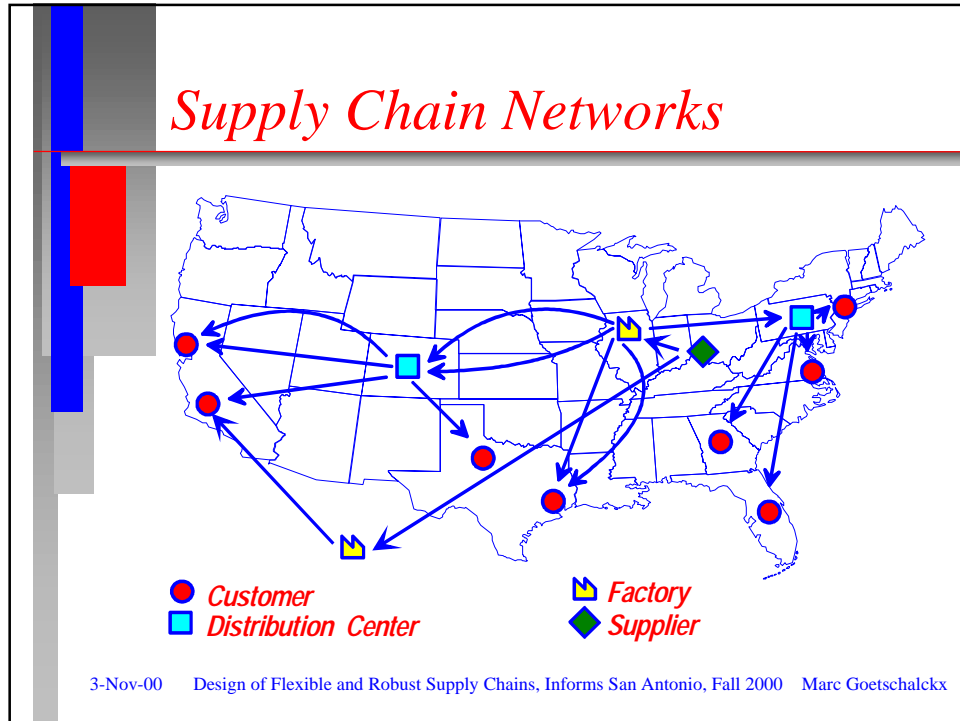 Supply Chain Networks
Customer
Distribution Center
Factory
Supplier
3-Nov-00 Design of Flexible and Robust Supply Chains, Informs San Antonio, Fall 2000 Marc Goetschalckx